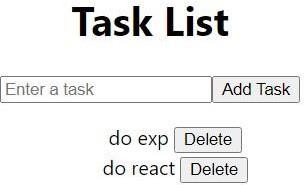 Task List
Enter a task Add Task
do exp Delete
do react Delete